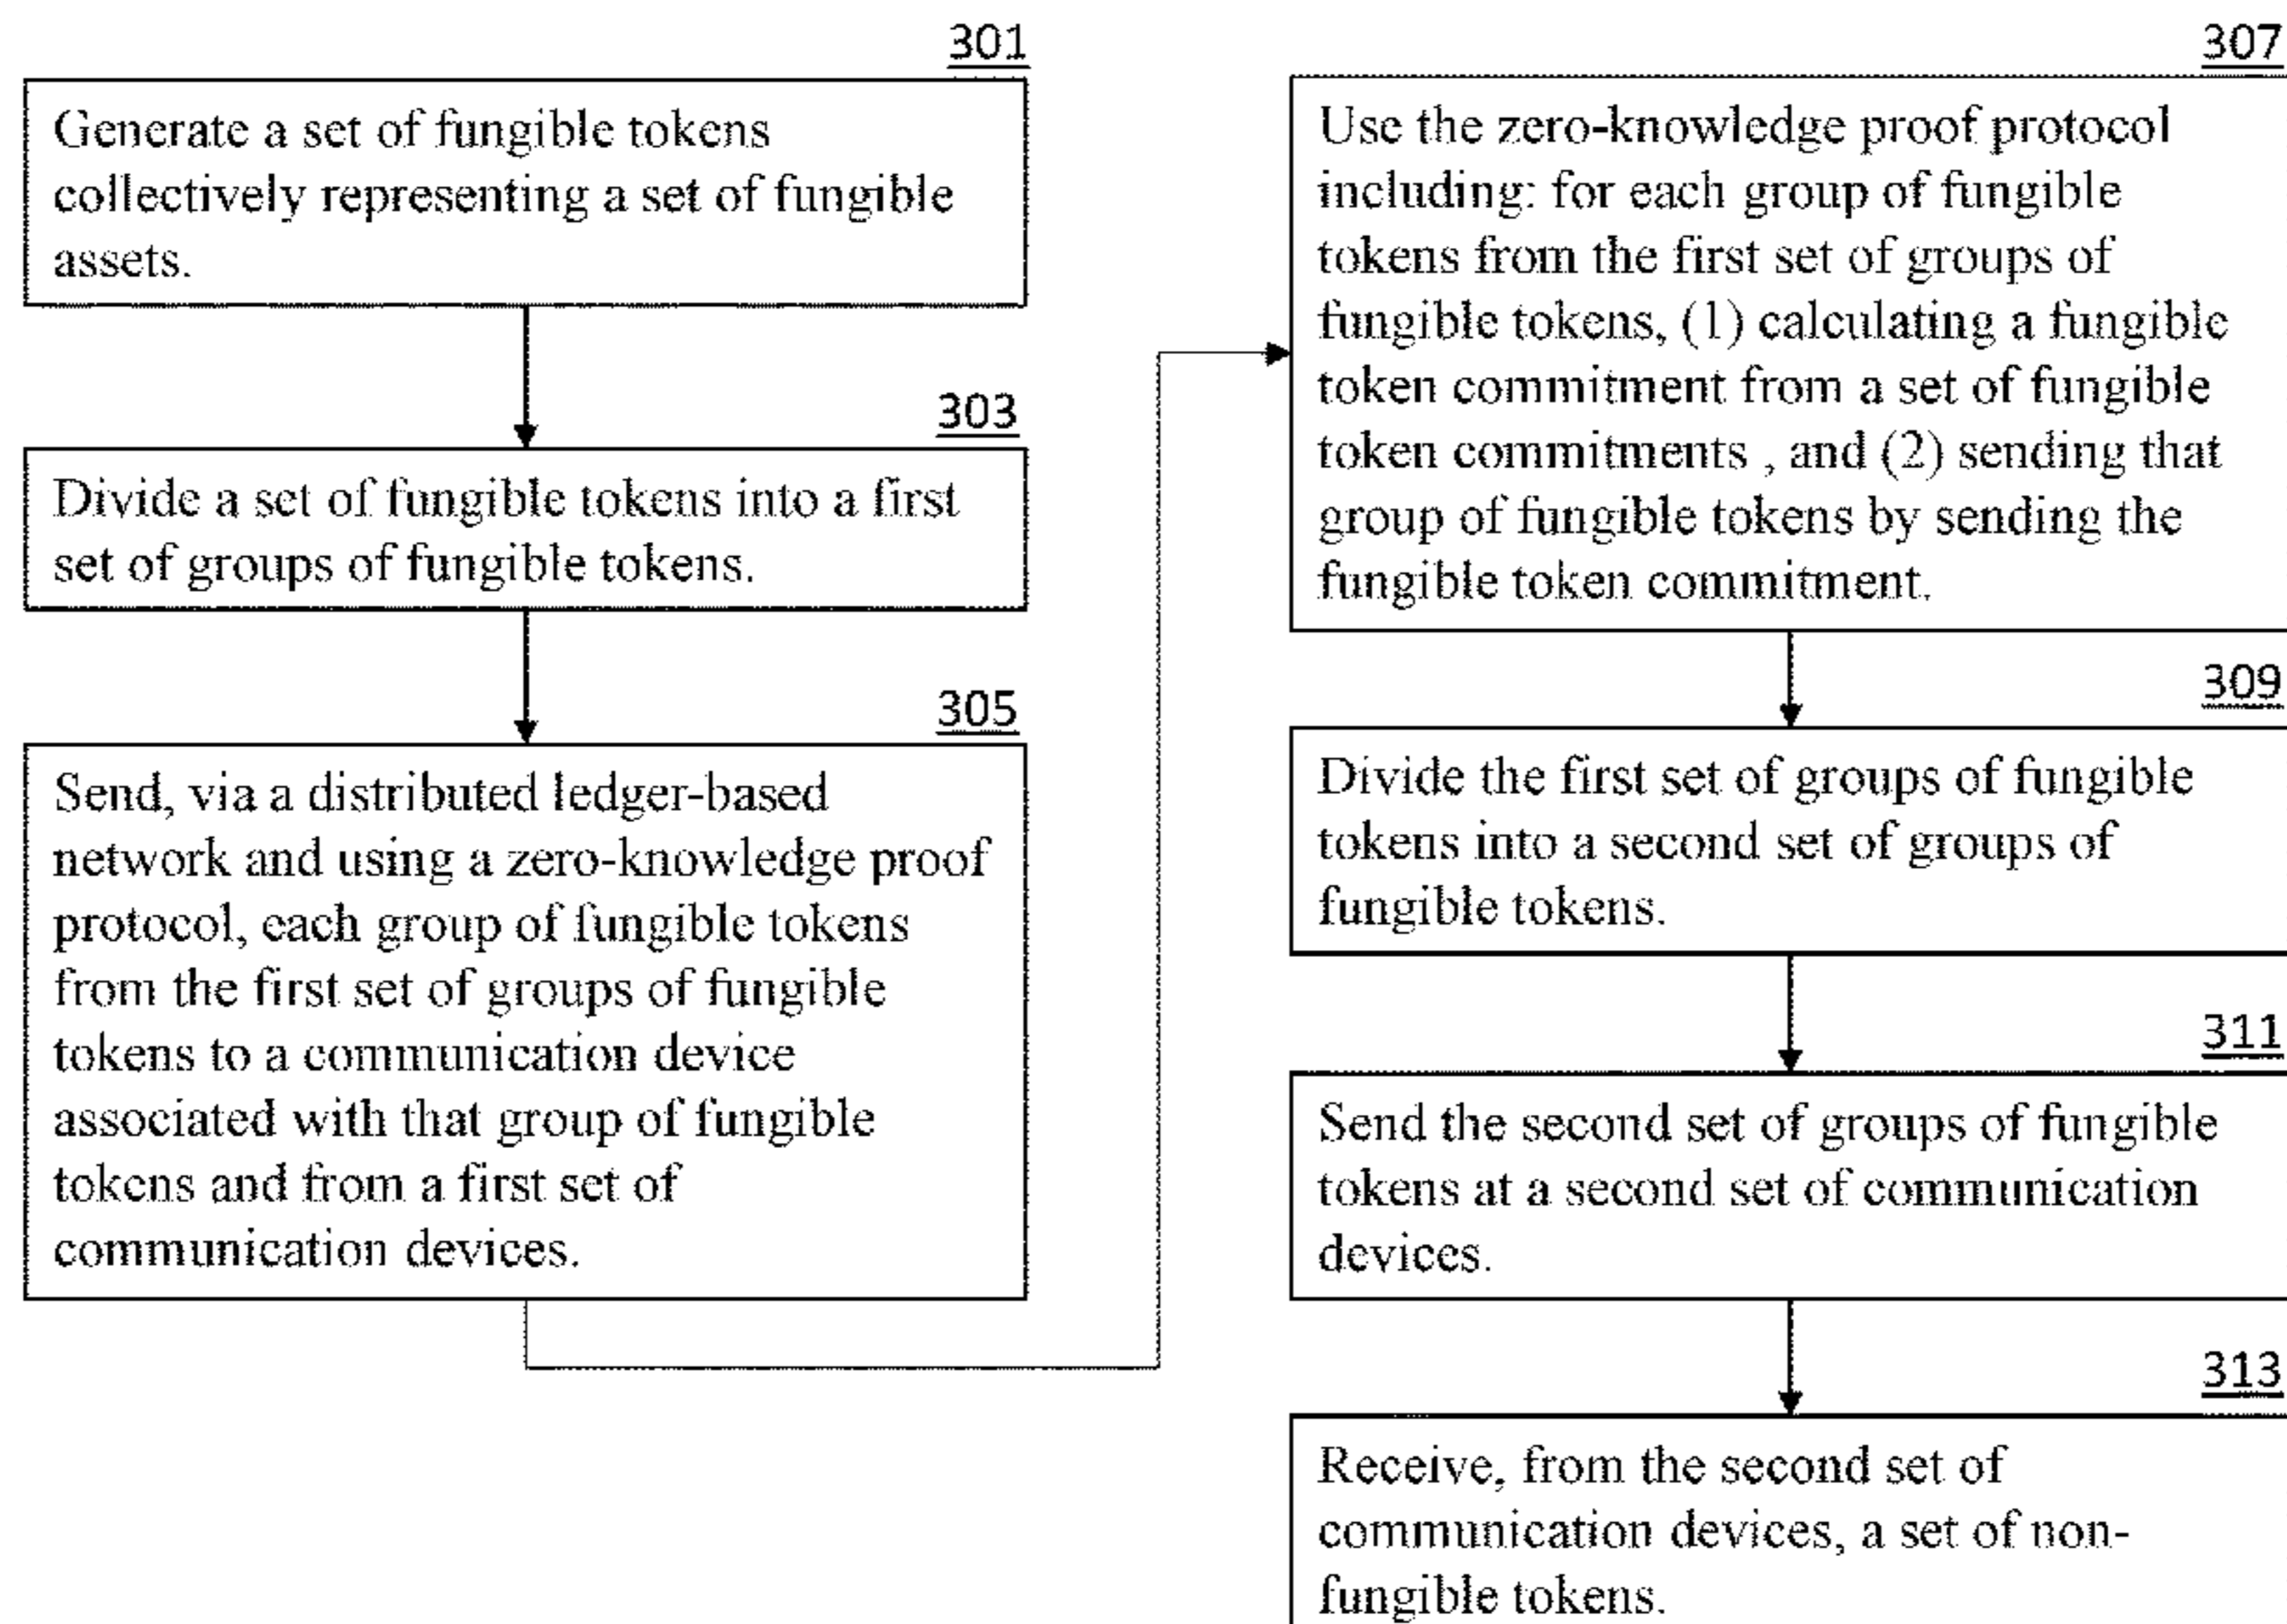 301
Generate a set of fungible tokens
collectively representing a set of fungible
assets.
303
Divide a set of fungible tokens into a first
set of groups of fungible tokens.
305
Send, via a distributed ledger-based
network and using a zero-knowledge proof
protocol, each group of fungible tokens
from the first set of groups of fungible
tokens to a communication device
associated with that group of fungible
tokens and from a first set of
communication devices.
307
Use the zero-knowledge proof protocol
including: for each group of fungible
tokens from the first set of groups of
fungible tokens, (1) calculating a fungible
token commitment from a set of fungible
token commitments , and (2) sending that
group of fungible tokens by sending the
fungible token commitment.
309
Divide the first set of groups of fungible
tokens into a second set of groups of
fungible tokens.
311
Send the second set of groups of fungible
tokens at a second set of communication
devices.
313
Receive, from the second set of
communication devices, a set of non-
fungible tokens.